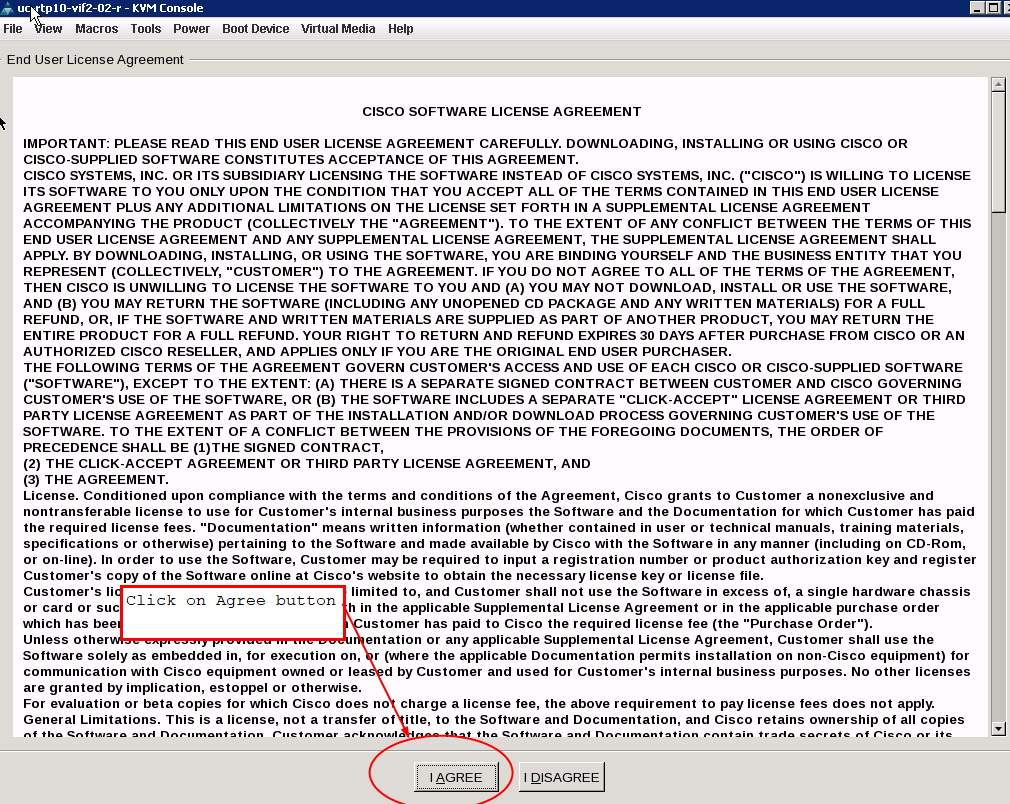 uc-rtp10-vif2-02-r - KVM Console
File View Macros Tools Power Boot Device Virtual Media Help
End User License Agreement
CISCO SOFTWARE LICENSE AGREEMENT
IMPORTANT: PLEASE READ THIS END USER LICENSE AGREEMENT CAREFULLY. DOWNLOADING, INSTALLING OR USING CISCO OR
CISCO-SUPPLIED SOFTWARE CONSTITUTES ACCEPTANCE OF THIS AGREEMENT.
CISCO SYSTEMS, INC. OR ITS SUBSIDIARY LICENSING THE SOFTWARE INSTEAD OF CISCO SYSTEMS, INC. ("CISCO") IS WILLING TO LICENSE
ITS SOFTWARE TO YOU ONLY UPON THE CONDITION THAT YOU ACCEPT ALL OF THE TERMS CONTAINED IN THIS END USER LICENSE
AGREEMENT PLUS ANY ADDITIONAL LIMITATIONS ON THE LICENSE SET FORTH IN A SUPPLEMENTAL LICENSE AGREEMENT
ACCOMPANYING THE PRODUCT (COLLECTIVELY THE "AGREEMENT"). TO THE EXTENT OF ANY CONFLICT BETWEEN THE TERMS OF THIS
END USER LICENSE AGREEMENT AND ANY SUPPLEMENTAL LICENSE AGREEMENT, THE SUPPLEMENTAL LICENSE AGREEMENT SHALL
APPLY. BY DOWNLOADING, INSTALLING, OR USING THE SOFTWARE, YOU ARE BINDING YOURSELF AND THE BUSINESS ENTITY THAT YOU
REPRESENT (COLLECTIVELY, "CUSTOMER") TO THE AGREEMENT. IF YOU DO NOT AGREE TO ALL OF THE TERMS OF THE AGREEMENT,
THEN CISCO IS UNWILLING TO LICENSE THE SOFTWARE TO YOU AND (A) YOU MAY NOT DOWNLOAD, INSTALL OR USE THE SOFTWARE,
AND (B) YOU MAY RETURN THE SOFTWARE (INCLUDING ANY UNOPENED CD PACKAGE AND ANY WRITTEN MATERIALS) FOR A FULL
REFUND, OR, IF THE SOFTWARE AND WRITTEN MATERIALS ARE SUPPLIED AS PART OF ANOTHER PRODUCT, YOU MAY RETURN THE
ENTIRE PRODUCT FOR A FULL REFUND. YOUR RIGHT TO RETURN AND REFUND EXPIRES 30 DAYS AFTER PURCHASE FROM CISCO OR AN
AUTHORIZED CISCO RESELLER, AND APPLIES ONLY IF YOU ARE THE ORIGINAL END USER PURCHASER.
THE FOLLOWING TERMS OF THE AGREEMENT GOVERN CUSTOMER'S ACCESS AND USE OF EACH CISCO OR CISCO-SUPPLIED SOFTWARE
("SOFTWARE"), EXCEPT TO THE EXTENT: (A) THERE IS A SEPARATE SIGNED CONTRACT BETWEEN CUSTOMER AND CISCO GOVERNING
CUSTOMER'S USE OF THE SOFTWARE, OR (B) THE SOFTWARE INCLUDES A SEPARATE "CLICK-ACCEPT" LICENSE AGREEMENT OR THIRD
PARTY LICENSE AGREEMENT AS PART OF THE INSTALLATION AND/OR DOWNLOAD PROCESS GOVERNING CUSTOMER'S USE OF THE
SOFTWARE. TO THE EXTENT OF A CONFLICT BETWEEN THE PROVISIONS OF THE FOREGOING DOCUMENTS, THE ORDER OF
PRECEDENCE SHALL BE (1)THE SIGNED CONTRACT,
(2) THE CLICK-ACCEPT AGREEMENT OR THIRD PARTY LICENSE AGREEMENT, AND
(3) THE AGREEMENT.
License. Conditioned upon compliance with the terms and conditions of the Agreement, Cisco grants to Customer a nonexclusive and
nontransferable license to use for Customer's internal business purposes the Software and the Documentation for which Customer has paid
the required license fees. "Documentation" means written information (whether contained in user or technical manuals, training materials,
specifications or otherwise) pertaining to the Software and made available by Cisco with the Software in any manner (including on CD-Rom,
or on-line). In order to use the Software, Customer may be required to input a registration number or product authorization key and register
Customer's copy of the Software online at Cisco's website to obtain the necessary license key or license file.
Customer's limited to, and Customer shall not use the Software in excess of, a single hardware chassis
or card or in the applicable Supplemental License Agreement or in the applicable purchase order
which has Customer has paid to Cisco the required license fee (the "Purchase Order").
Click on Agree button
Unless otherwise expressly provided in the Documentation or any applicable Supplemental License Agreement, Customer shall use the
Software solely as embedded in, for execution on, or (where the applicable Documentation permits installation on non-Cisco equipment) for
communication with Cisco equipment owned or leased by Customer and used for Customer's internal business purposes. No other licenses
are granted by implication, estoppel or otherwise.
For evaluation or beta copies for which Cisco does not charge a license fee, the above requirement to pay license fees does not apply.
General Limitations. This is a license, not a transfer of title, to the Software and Documentation, and Cisco retains ownership of all copies
of the Software and Documentation. Customer acknowledges that the Software and Documentation contain trade secrets of Cisco or its
I AGREE I DISAGREE